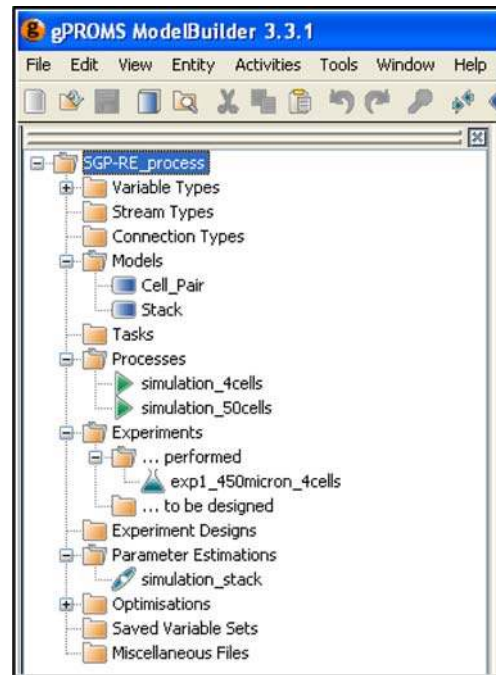 gPROMS ModelBuilder 3.3.1
File Edit View Entity Activities Tools Window Help
SGP-RE_process
Variable Types
Stream Types
Connection Types
Models
Cell_Pair
Stack
Tasks
Processes
simulation_4cells
simulation_50cells
Experiments
... performed
exp1_450micron_4cells
... to be designed
Experiment Designs
Parameter Estimations
simulation_stack
Optimisations
Saved Variable Sets
Miscellaneous Files